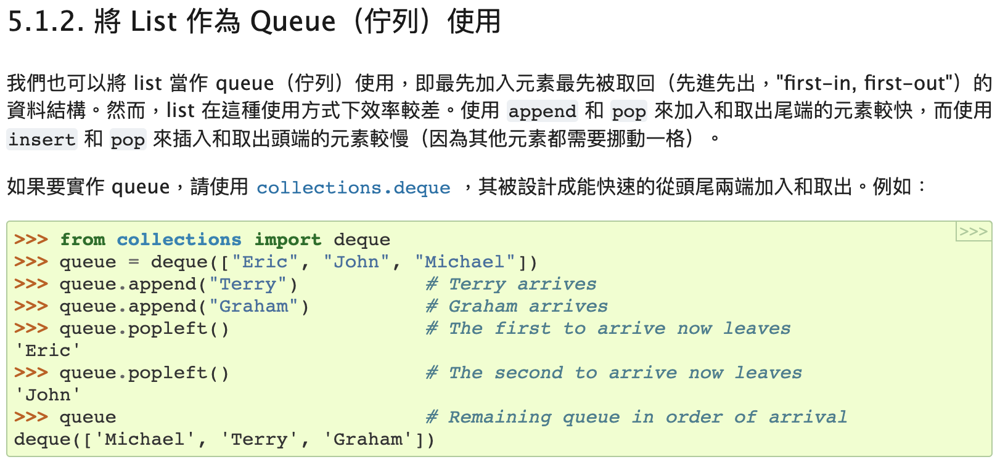 5.1.2. 將 List 作為 Queue（佇列）使用
我們也可以將 list 當作 queue（佇列）使用，即最先加入元素最先被取回（先進先出，"first-in, first-out"）的
資料結構。然而，list 在這種使用方式下效率較差。使用 append 和 pop 來加入和取出尾端的元素較快，而使用
insert 和 pop 來插入和取出頭端的元素較慢（因為其他元素都需要挪動一格）。
如果要實作 queue，請使用 collections.deque ，其被設計成能快速的從頭尾兩端加入和取出。例如：
>>>
>>> from collections import deque
>>> queue = deque(["Eric", "John", "Michael"])
>>> queue.append("Terry")           # Terry arrives
>>> queue.append("Graham")          # Graham arrives
>>> queue.popleft()                 # The first to arrive now leaves
'Eric'
>>> queue.popleft()                 # The second to arrive now leaves
'John'
>>> queue                           # Remaining queue in order of arrival
deque(['Michael', 'Terry', 'Graham'])